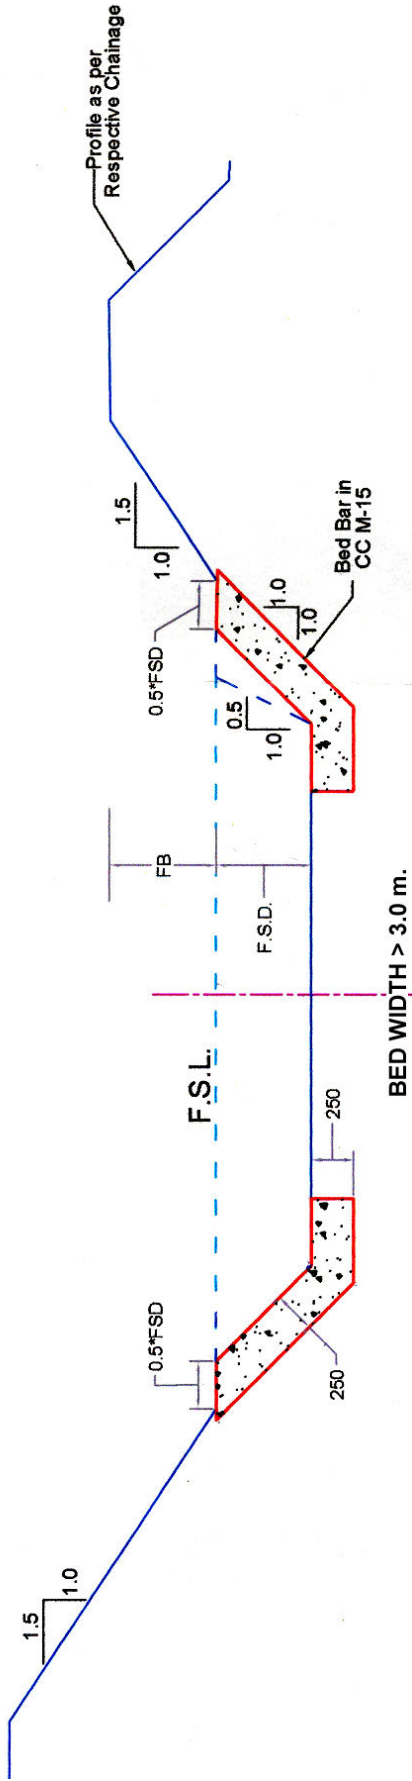 1.5
1.0
0.5*FSD
250
250
F.S.L.
BED WIDTH > 3.0 m.
FB
F.S.D.
0.5
1.0
0.5*FSD
1.0
1.0
1.5
1.0
Bed Bar in
CC M-15
Profile as per
Respective Chainage